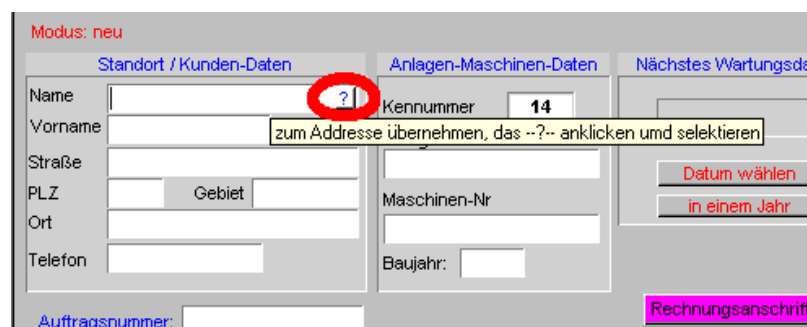 Modus: neu
Standort / Kunden-Daten
Anlagen-Maschinen-Daten
Nächstes Wartungsda
Name
?
Kennummer
14
Vorname
zum Addresse übernehmen, das --?-- anklicken umd selektieren
Straße
Datum wählen
PLZ
Gebiet
Maschinen-Nr
in einem Jahr
Ort
Telefon
Baujahr:
Rechnungsanschrift
Auftragsnummer: